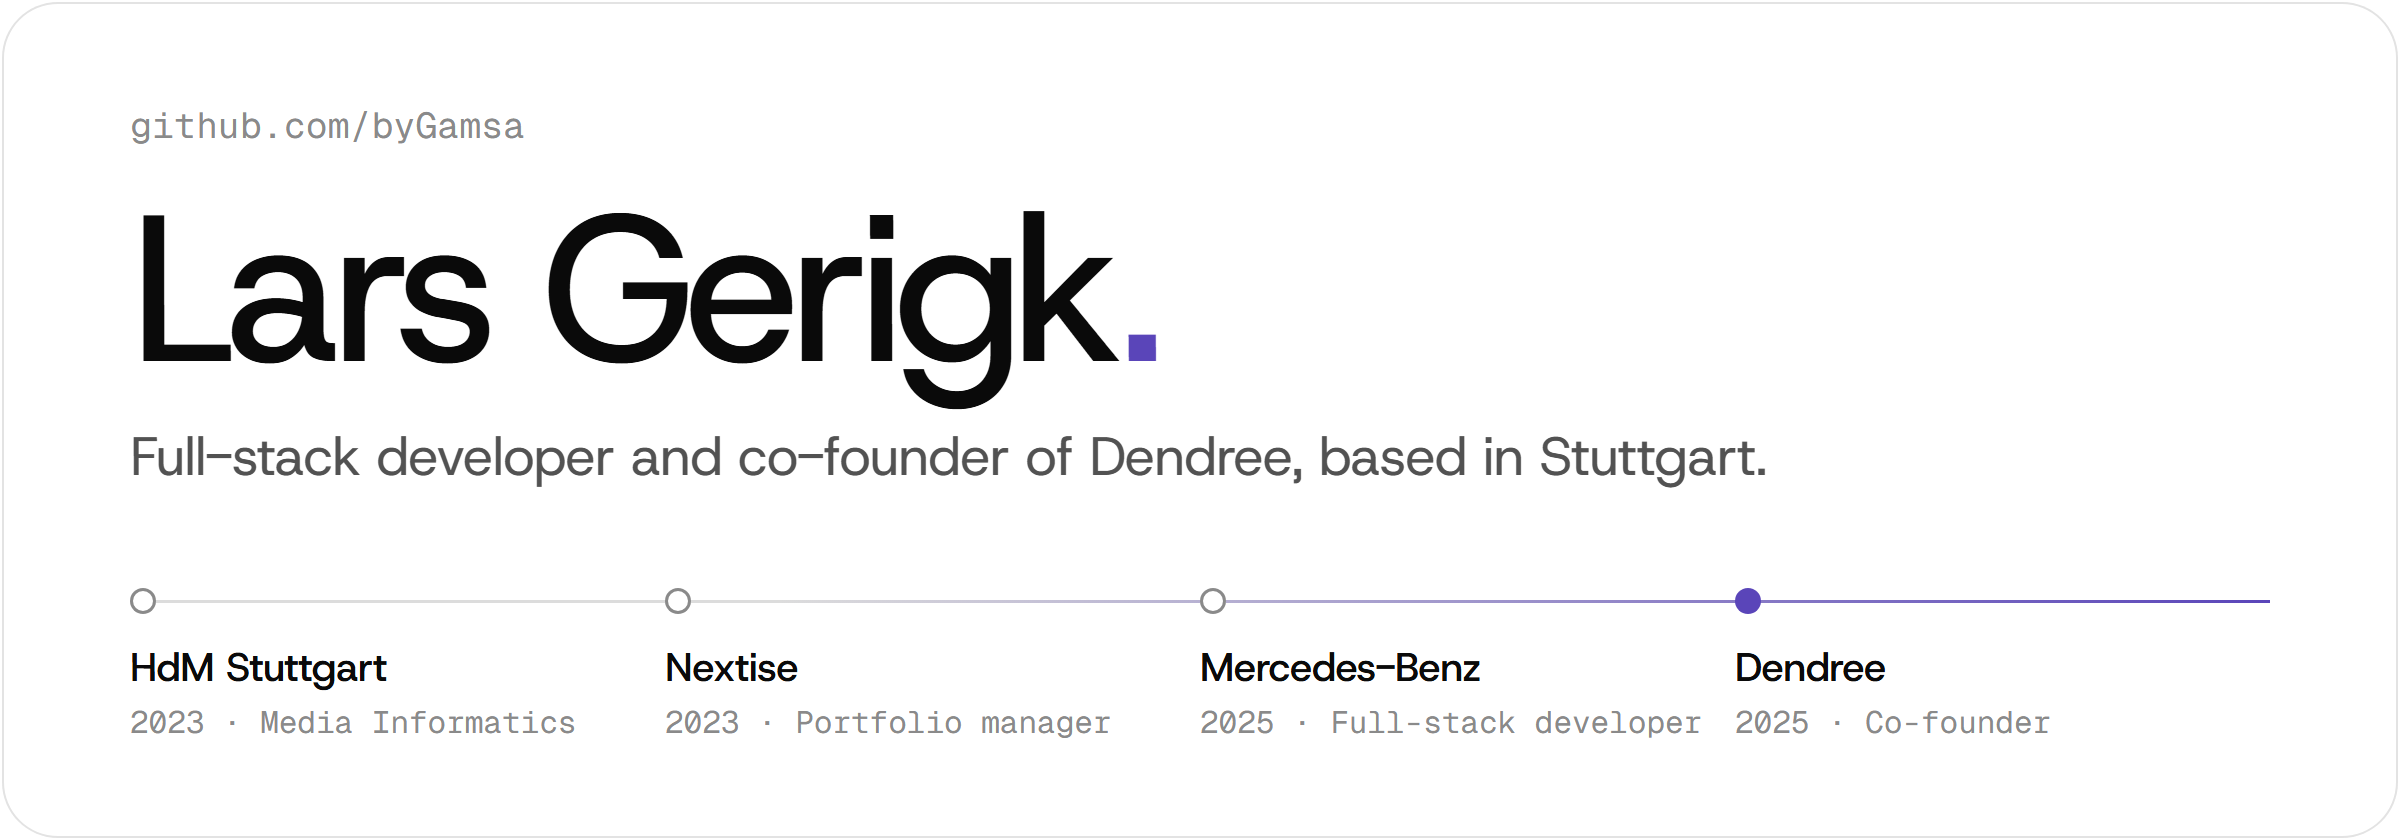 github.com/byGamsa
Lars Gerigk.
Full-stack developer and co-founder of Dendree, based in Stuttgart.
HdM Stuttgart
2023 · Media Informatics
Nextise
2023 · Portfolio manager
Mercedes-Benz
2025 · Full-stack developer
Dendree
2025 · Co-founder